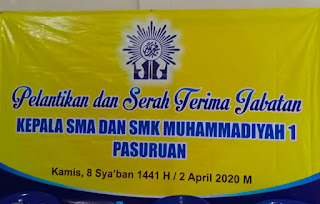 Pelantikan dan Serah Terima Jabatan
KEPALA SMA DAN SMK MUHAMMADIYAH 1
PASURUAN
Kamis, 8 Sya'ban 1441 H / 2 April 2020 M